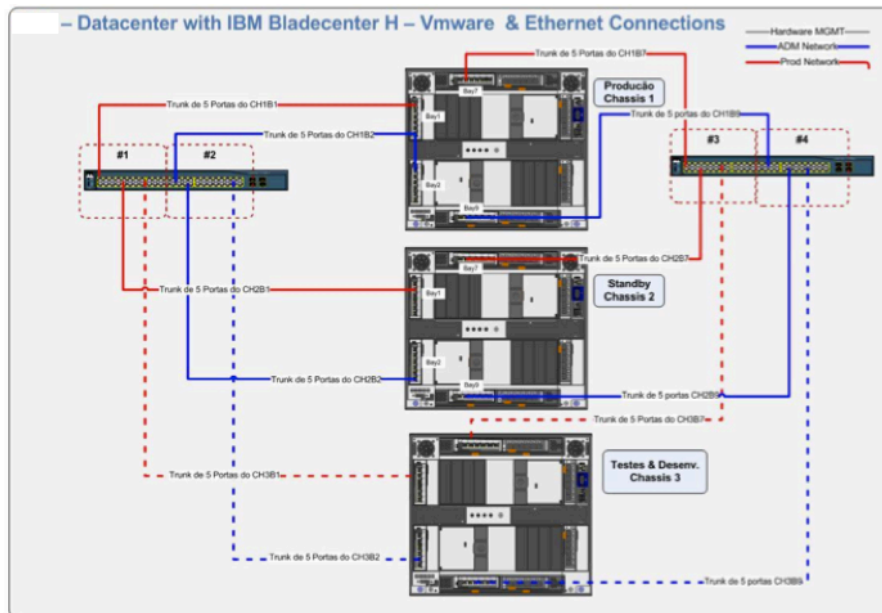 – Datacenter with IBM Bladecenter H – Vmware & Ethernet Connections
Hardware MGMT
ADM Network
Prod Network
Trunk de 5 Portas do CH1B7
Bay7
Producão
Chassis 1
Trunk de 5 Portas do CH1B1
Bay1
Trunk de 5 portas do CH1B9
Trunk de 5 Portas do CH1B2
#1
#2
#3
#4
Bay2
Bay9
Trunk de 5 Portas do CH2B7
Bay7
Standby
Chassis 2
Trunk de 5 Portas do CH2B1
Bay1
Bay2
Trunk de 5 Portas do CH2B2
Bay9
Trunk de 5 portas do CH2B9
Trunk de 5 Portas do CH3B7
Testes & Desenv.
Chassis 3
Trunk de 5 Portas do CH3B1
Trunk de 5 Portas do CH3B2
Trunk de 5 portas do CH3B9